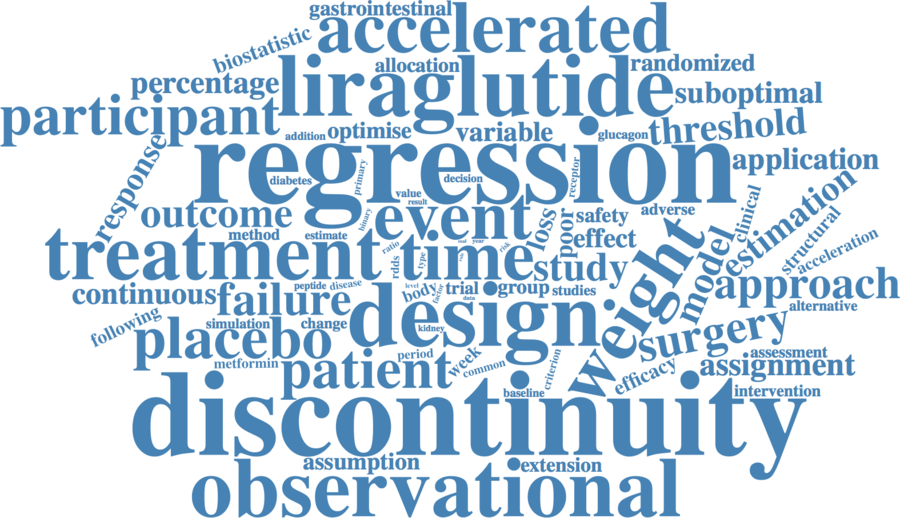 gastrointestinal
accelerated
biostatistic
allocation
randomized
percentage
liraglutide
suboptimal
participant
addition
optimise
variable
glucagon
threshold
regression
application
response
diabetes
primary
decision
receptor
value
result
outcome
binary
event
loss
poor
safety
adverse
clinical
estimation
method
estimate
ratio
real
year
risk
effect
structural
treatment
time
rdds
type
study
weight
model
acceleration
continuous
peptide
disease
level
body
factor
trial
data
group
studies
approach
failure
design
alternative
following
simulation
change
kidney
surgery
placebo
metformin
patient
period
week
common
criterion
efficacy
assessment
assignment
baseline
intervention
discontinuity
assumption
extension
observational